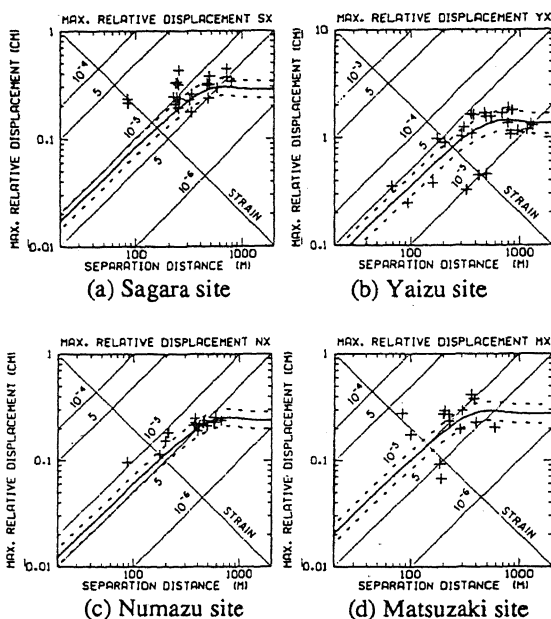 MAX. RELATIVE DISPLACEMENT SX
MAX. RELATIVE DISPLACEMENT (CM)
1
0.1
0.01
10⁻⁴
5
10⁻⁵
5
10⁻⁶
STRAIN
100
1000
SEPARATION DISTANCE (M)
(a) Sagara site
MAX. RELATIVE DISPLACEMENT YX
MAX. RELATIVE DISPLACEMENT (CM)
10
1
0.1
10⁻³
5
10⁻⁴
5
10⁻⁵
STRAIN
100
1000
SEPARATION DISTANCE (M)
(b) Yaizu site
MAX. RELATIVE DISPLACEMENT NX
MAX. RELATIVE DISPLACEMENT (CM)
1
0.1
0.01
10⁻⁴
5
10⁻⁵
5
10⁻⁶
STRAIN
100
1000
SEPARATION DISTANCE (M)
(c) Numazu site
MAX. RELATIVE DISPLACEMENT MX
MAX. RELATIVE DISPLACEMENT (CM)
1
0.1
0.01
10⁻⁴
5
10⁻⁵
5
10⁻⁶
STRAIN
100
1000
SEPARATION DISTANCE (M)
(d) Matsuzaki site